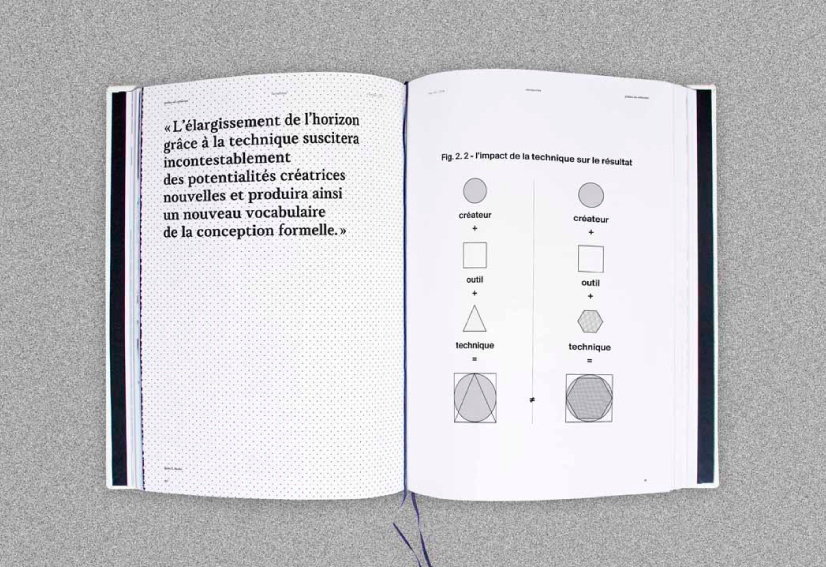 « L’élargissement de l’horizon
grâce à la technique suscitera
incontestablement
des potentialités créatrices
nouvelles et produira ainsi
un nouveau vocabulaire
de la conception formelle. »
Fig. 2. 2 - l’impact de la technique sur le résultat
créateur
+
outil
+
technique
=
créateur
+
outil
+
technique
=
≠